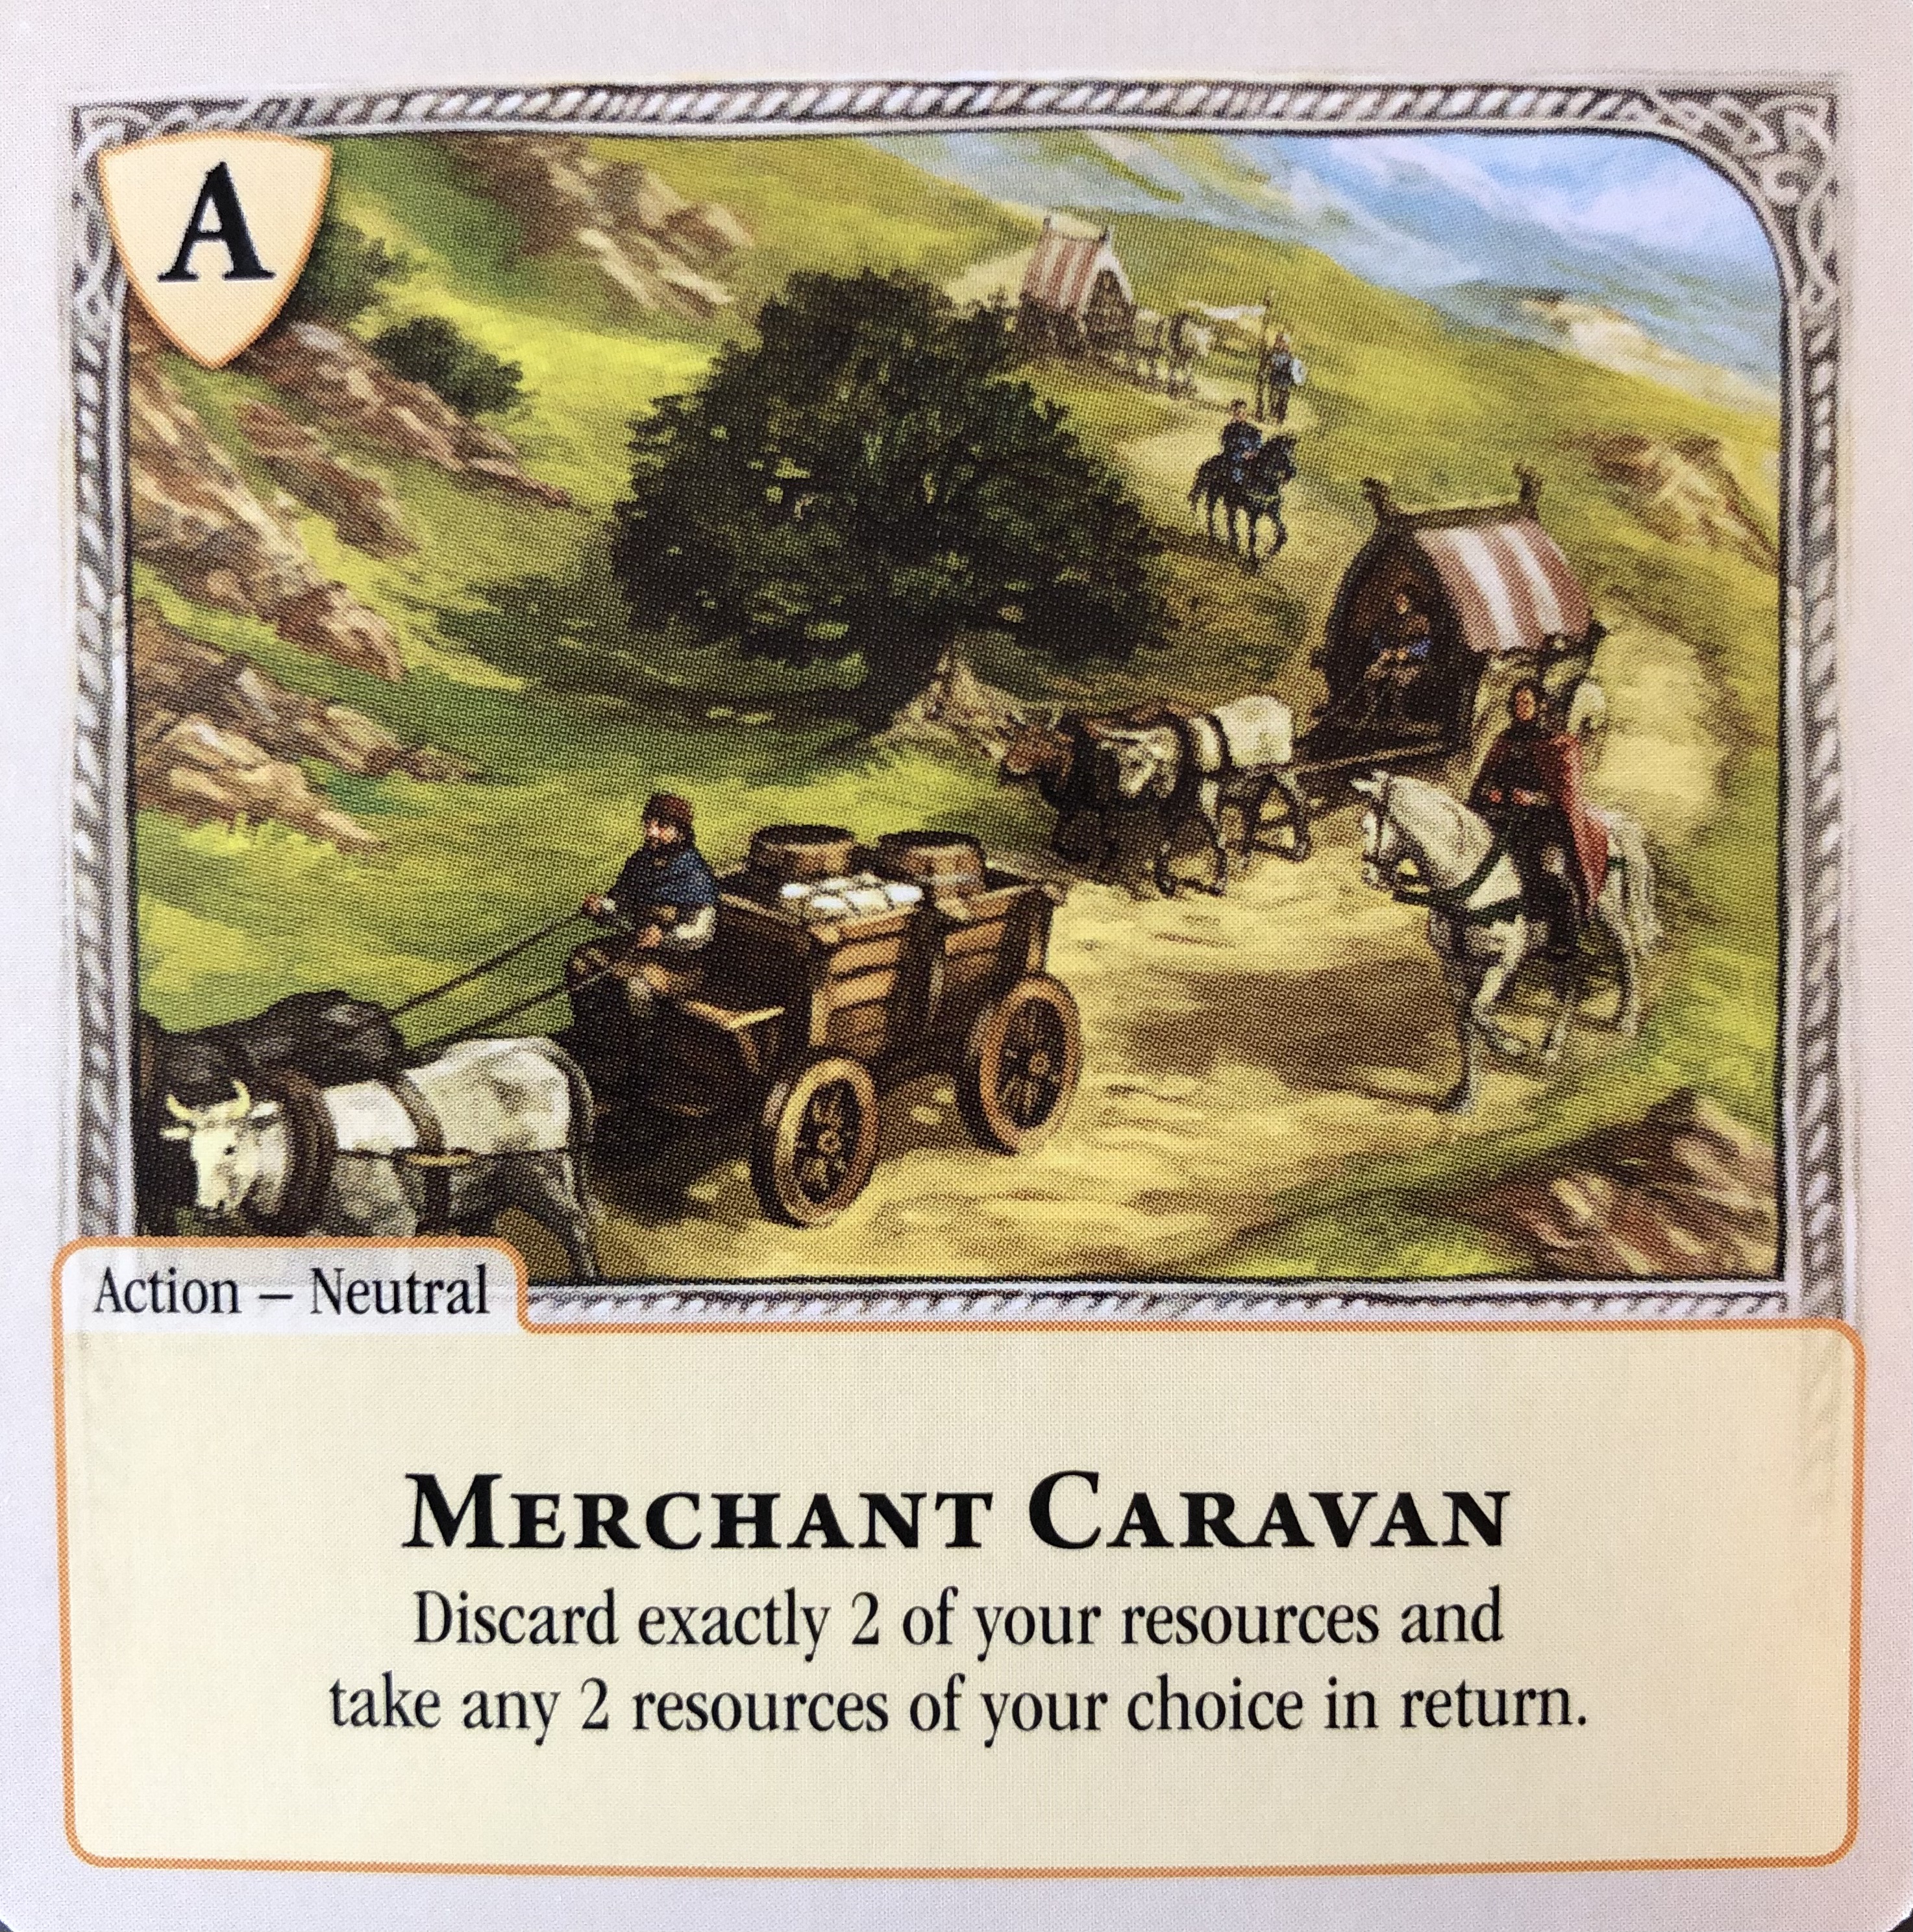 A
Action – Neutral
Merchant Caravan
Discard exactly 2 of your resources and
take any 2 resources of your choice in return.